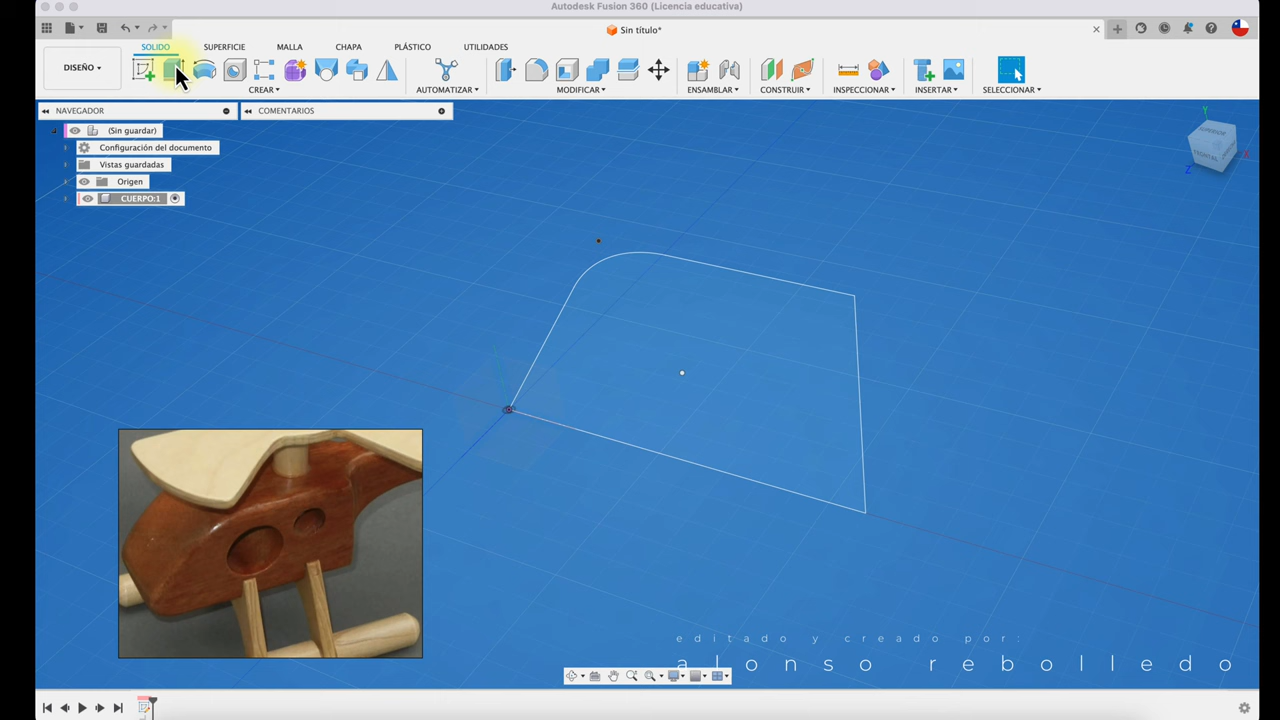 Autodesk Fusion 360 (Licencia educativa)
Sin título*
SOLIDO SUPERFICIE MALLA CHAPA PLÁSTICO UTILIDADES
DISEÑO
CREAR AUTOMATIZAR MODIFICAR ENSAMBLAR CONSTRUIR INSPECCIONAR INSERTAR SELECCIONAR
NAVEGADOR COMENTARIOS
(Sin guardar)
Configuración del documento
Vistas guardadas
Origen
CUERPO:1
Y
X
Z
FRONTAL
editado y creado por:
alonso rebolledo